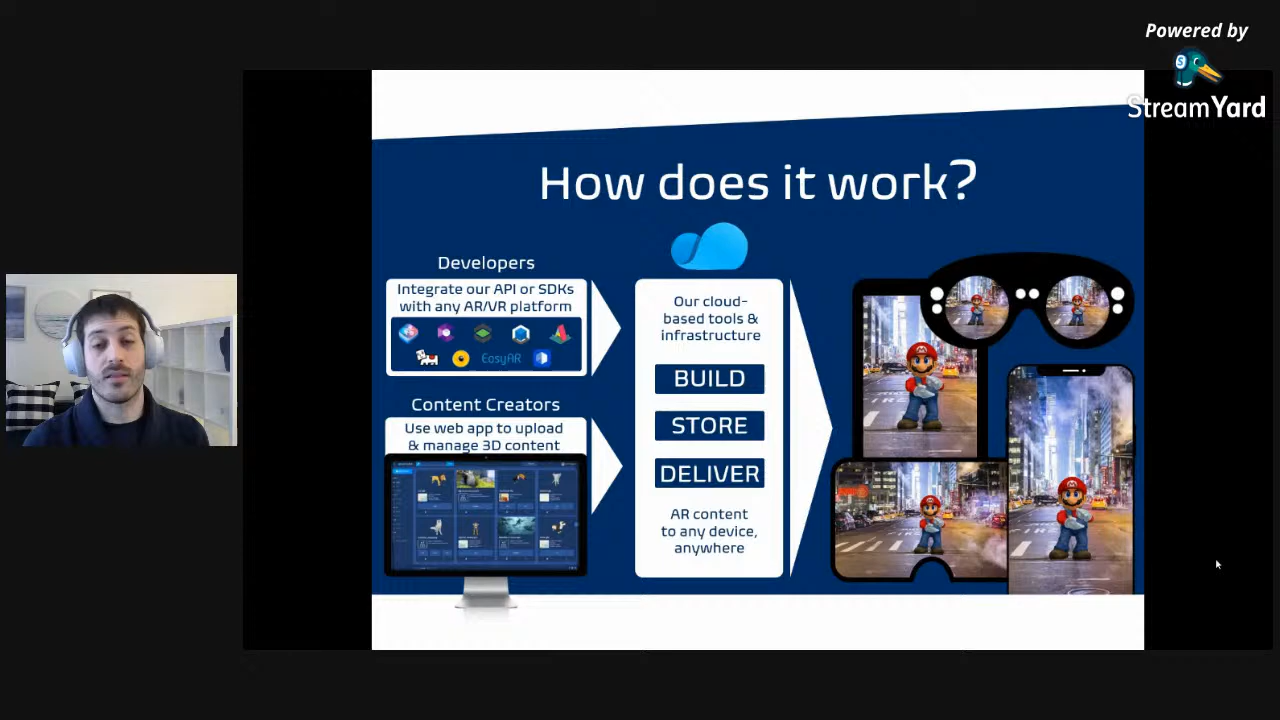 Powered by
StreamYard
How does it work?
Developers
Integrate our API or SDKs
with any AR/VR platform
EasyAR
Content Creators
Use web app to upload
& manage 3D content
Our cloud-
based tools &
infrastructure
BUILD
STORE
DELIVER
AR content
to any device,
anywhere